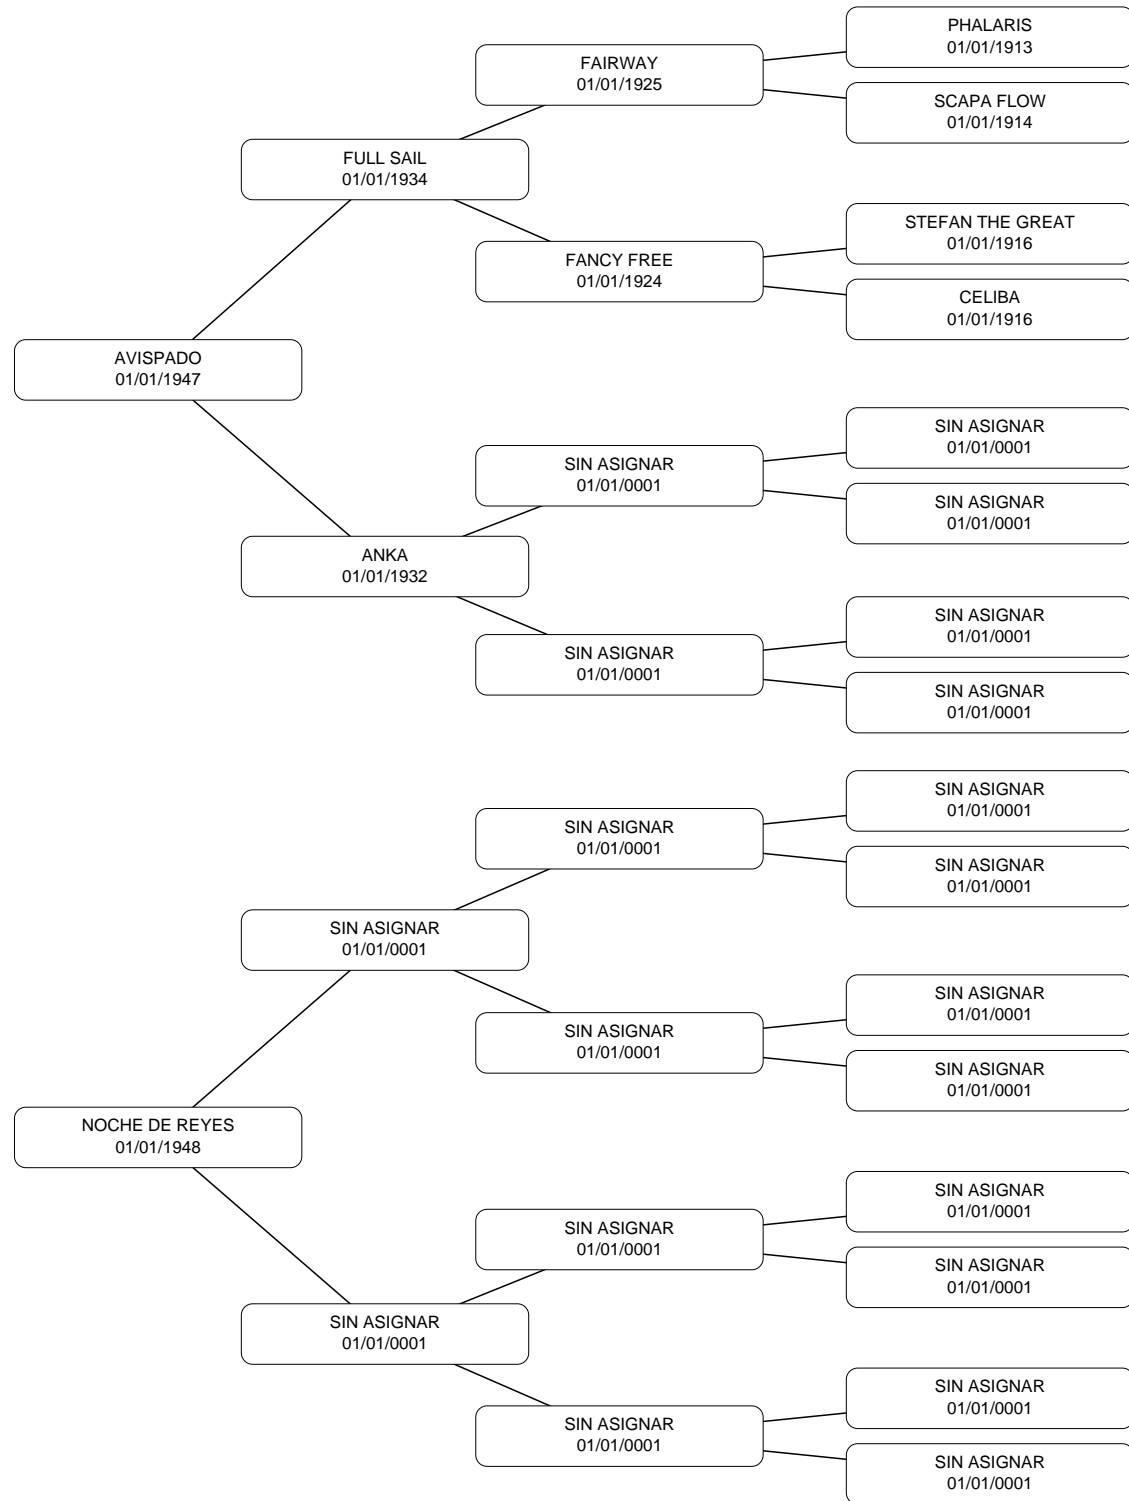 PHALARIS
01/01/1913
FAIRWAY
01/01/1925
SCAPA FLOW
01/01/1914
FULL SAIL
01/01/1934
STEFAN THE GREAT
01/01/1916
FANCY FREE
01/01/1924
CELIBA
01/01/1916
AVISPADO
01/01/1947
SIN ASIGNAR
01/01/0001
SIN ASIGNAR
01/01/0001
SIN ASIGNAR
01/01/0001
ANKA
01/01/1932
SIN ASIGNAR
01/01/0001
SIN ASIGNAR
01/01/0001
SIN ASIGNAR
01/01/0001
SIN ASIGNAR
01/01/0001
SIN ASIGNAR
01/01/0001
SIN ASIGNAR
01/01/0001
SIN ASIGNAR
01/01/0001
SIN ASIGNAR
01/01/0001
SIN ASIGNAR
01/01/0001
SIN ASIGNAR
01/01/0001
NOCHE DE REYES
01/01/1948
SIN ASIGNAR
01/01/0001
SIN ASIGNAR
01/01/0001
SIN ASIGNAR
01/01/0001
SIN ASIGNAR
01/01/0001
SIN ASIGNAR
01/01/0001
SIN ASIGNAR
01/01/0001
SIN ASIGNAR
01/01/0001